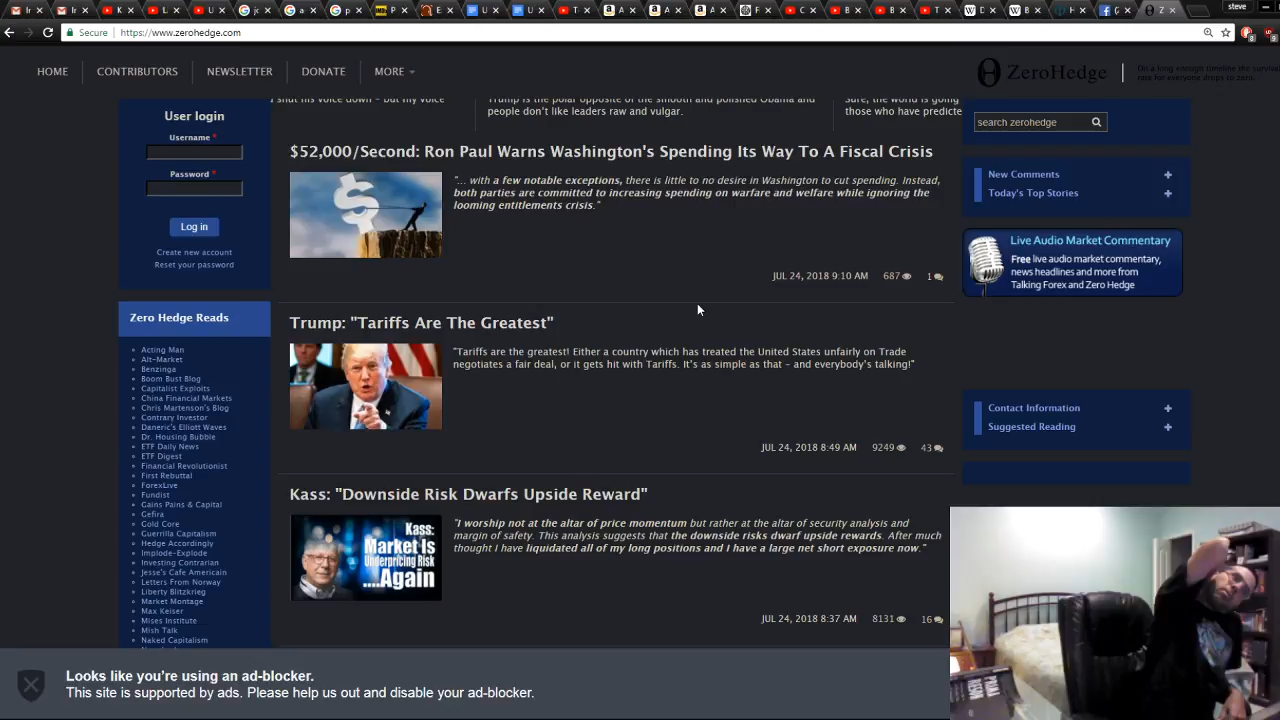 steve
Secure https://www.zerohedge.com
HOME CONTRIBUTORS NEWSLETTER DONATE MORE
ZeroHedge
On a long enough timeline the survival
rate for everyone drops to zero.
User login
Username *
Password *
Log in
Create new account
Reset your password
Zero Hedge Reads
Acting Man
Alt-Market
Benzinga
Boom Bust Blog
Capitalist Exploits
China Financial Markets
Chris Martenson's Blog
Contrary Investor
Daneric's Elliott Waves
Dr. Housing Bubble
ETF Daily News
ETF Digest
Financial Revolutionist
First Rebuttal
ForexLive
Fundist
Gains Pains & Capital
Gefira
Gold Core
Guerrilla Capitalism
Hedge Accordingly
Implode-Explode
Investing Contrarian
Jesse's Cafe Americain
Letters From Norway
Liberty Blitzkrieg
Market Montage
Max Keiser
Mises Institute
Mish Talk
Naked Capitalism
shut his voice down - but my voice
Trump is the polar opposite of the smooth and polished Obama and
people don't like leaders raw and vulgar.
Sure, the world is going
those who have predicte
$52,000/Second: Ron Paul Warns Washington's Spending Its Way To A Fiscal Crisis
"... with a few notable exceptions, there is little to no desire in Washington to cut spending. Instead,
both parties are committed to increasing spending on warfare and welfare while ignoring the
looming entitlements crisis."
JUL 24, 2018 9:10 AM 687 1
Trump: "Tariffs Are The Greatest"
"Tariffs are the greatest! Either a country which has treated the United States unfairly on Trade
negotiates a fair deal, or it gets hit with Tariffs. It's as simple as that – and everybody's talking!"
JUL 24, 2018 8:49 AM 9249 43
Kass: "Downside Risk Dwarfs Upside Reward"
Kass:
Market Is
Underpricing Risk
....Again
"I worship not at the altar of price momentum but rather at the altar of security analysis and
margin of safety. This analysis suggests that the downside risks dwarf upside rewards. After much
thought I have liquidated all of my long positions and I have a large net short exposure now."
JUL 24, 2018 8:37 AM 8131 16
search zerohedge
New Comments +
Today's Top Stories +
Live Audio Market Commentary
Free live audio market commentary,
news headlines and more from
Talking Forex and Zero Hedge
Contact Information +
Suggested Reading +
Looks like you're using an ad-blocker.
This site is supported by ads. Please help us out and disable your ad-blocker.